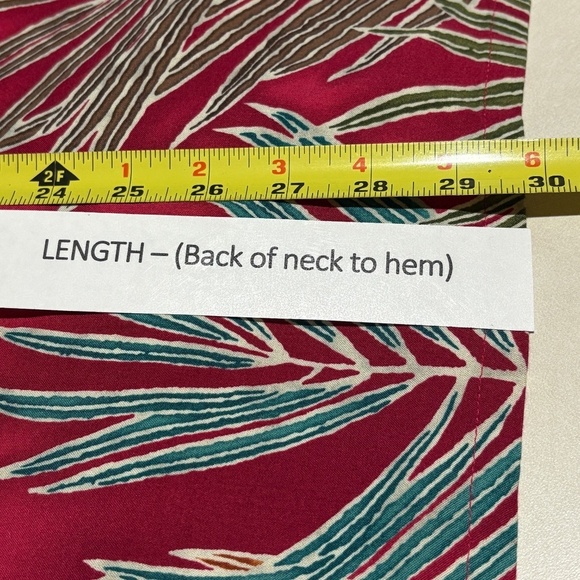 2F 1 2 3 4 5 6
24 25 26 27 28 29 30
LENGTH – (Back of neck to hem)